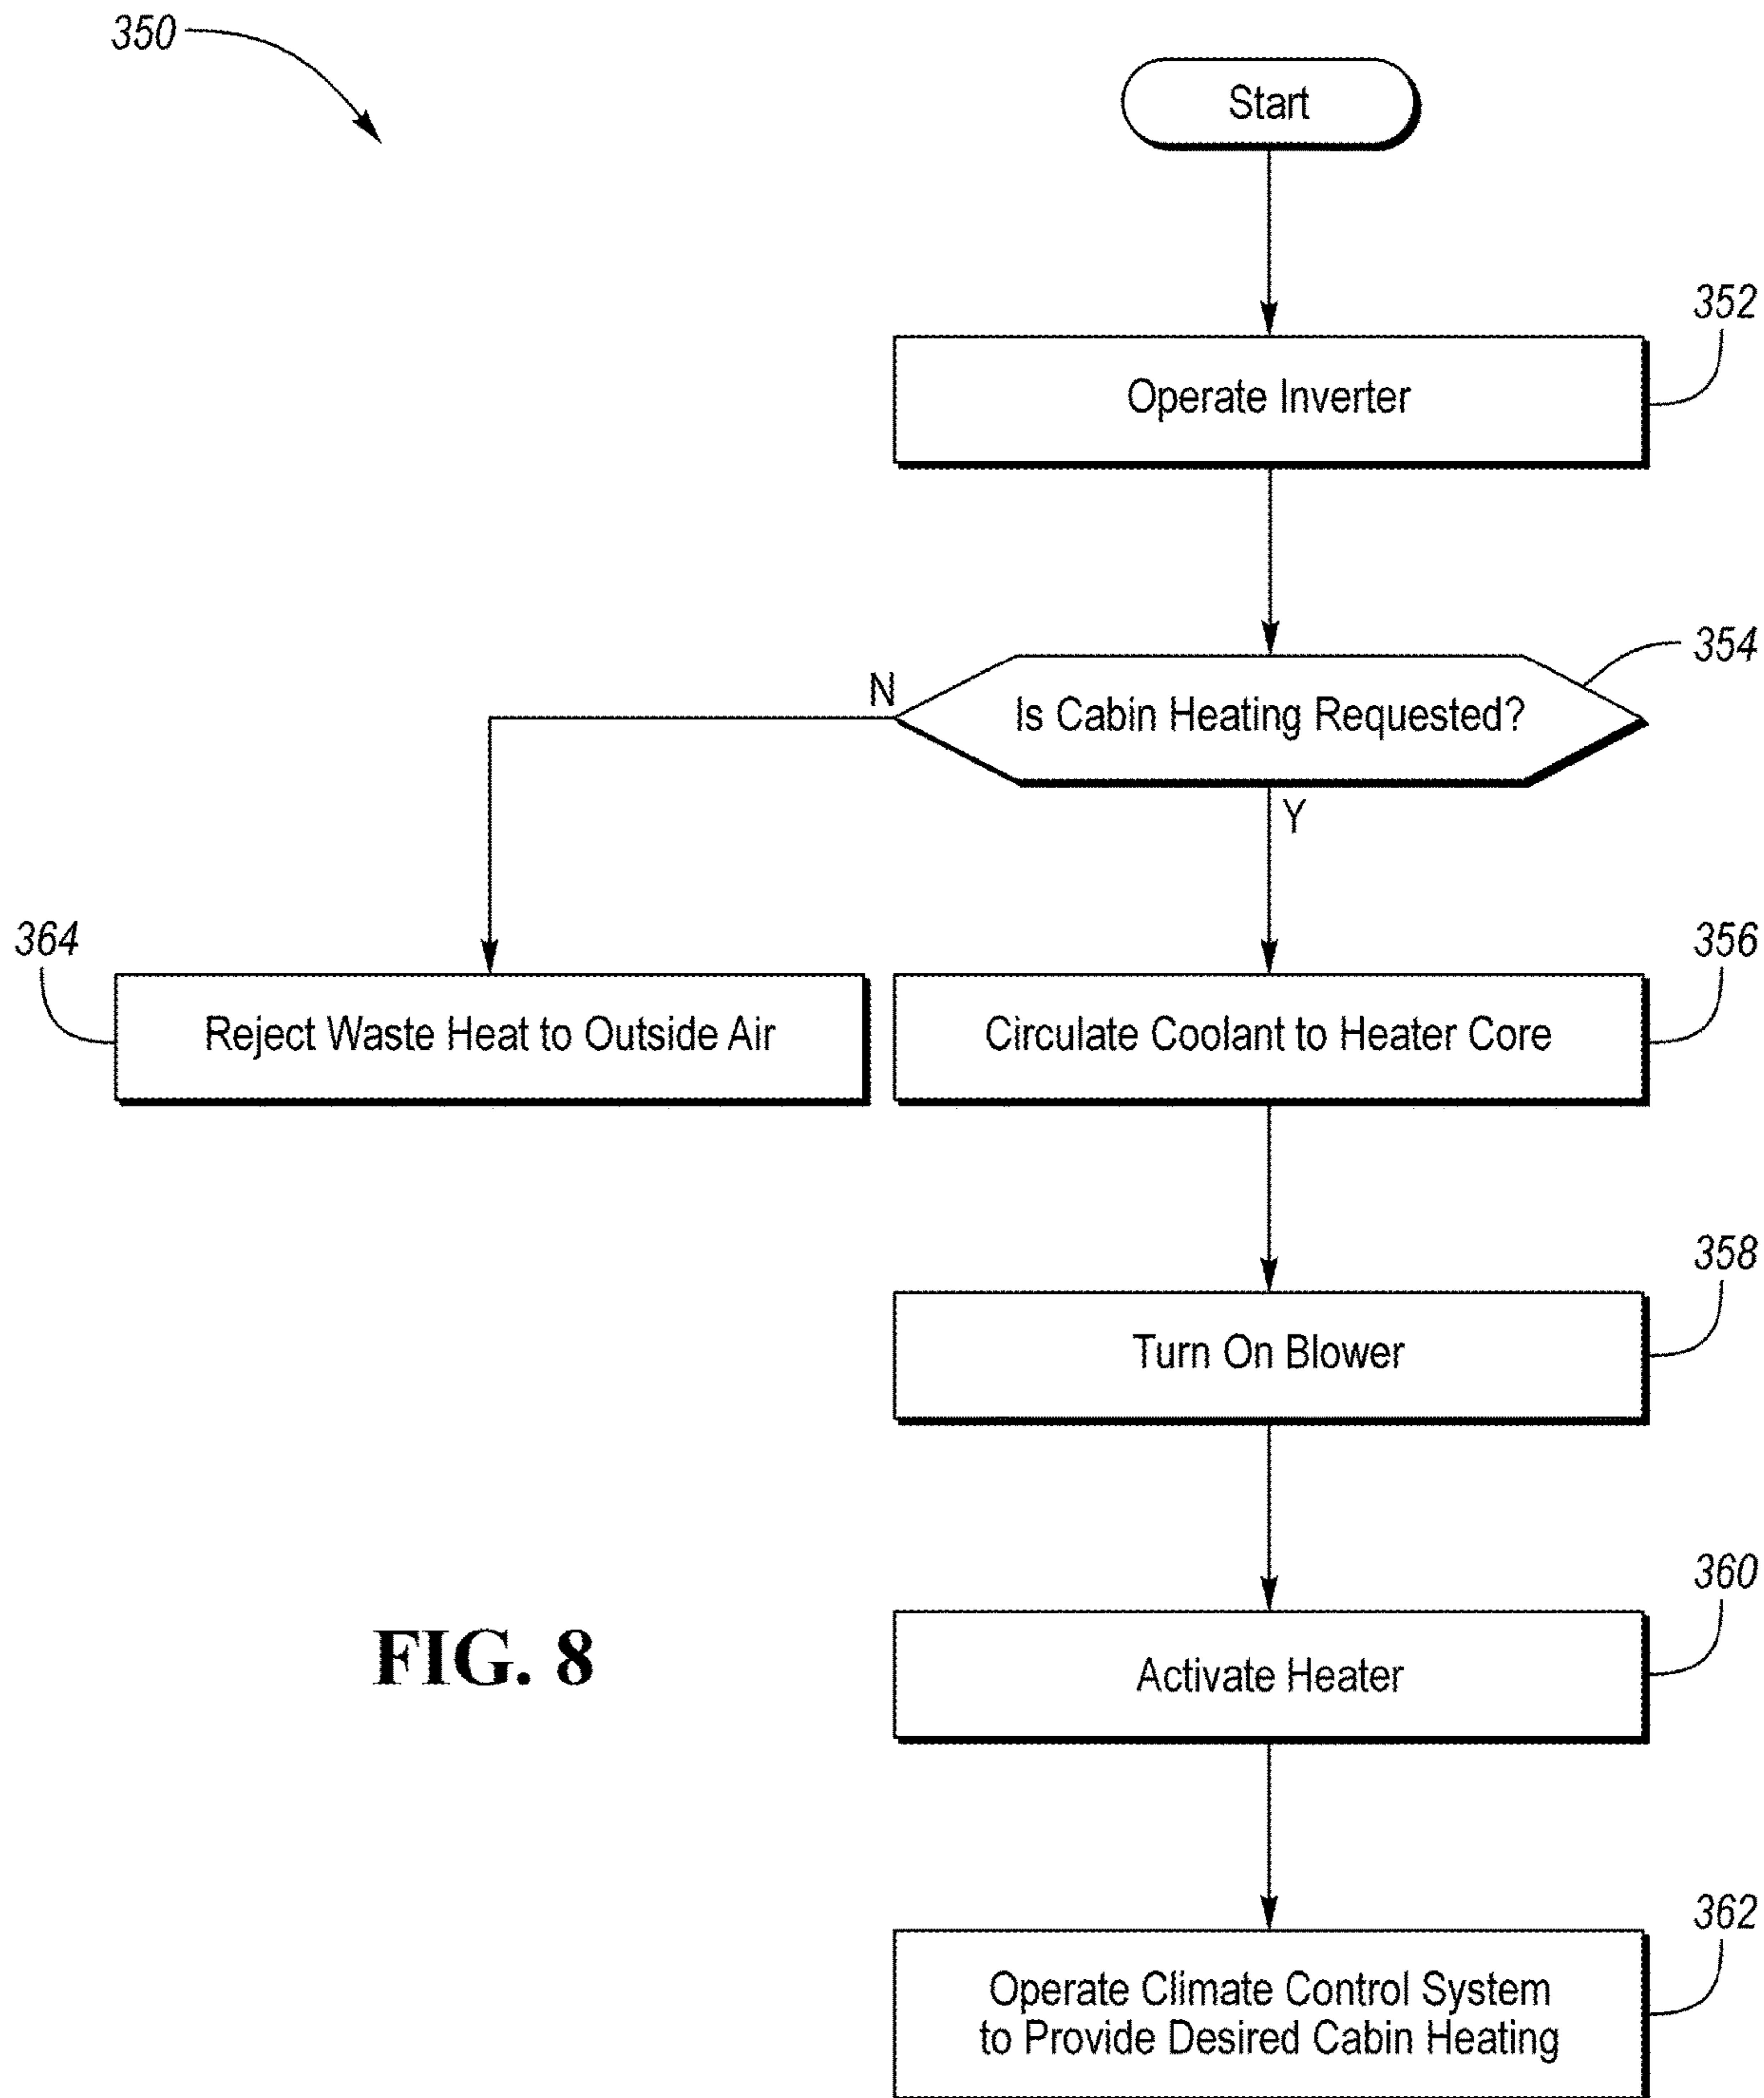 350
Start
352
Operate Inverter
354
Is Cabin Heating Requested?
N
Y
364
Reject Waste Heat to Outside Air
356
Circulate Coolant to Heater Core
358
Turn On Blower
360
Activate Heater
FIG. 8
362
Operate Climate Control System
to Provide Desired Cabin Heating